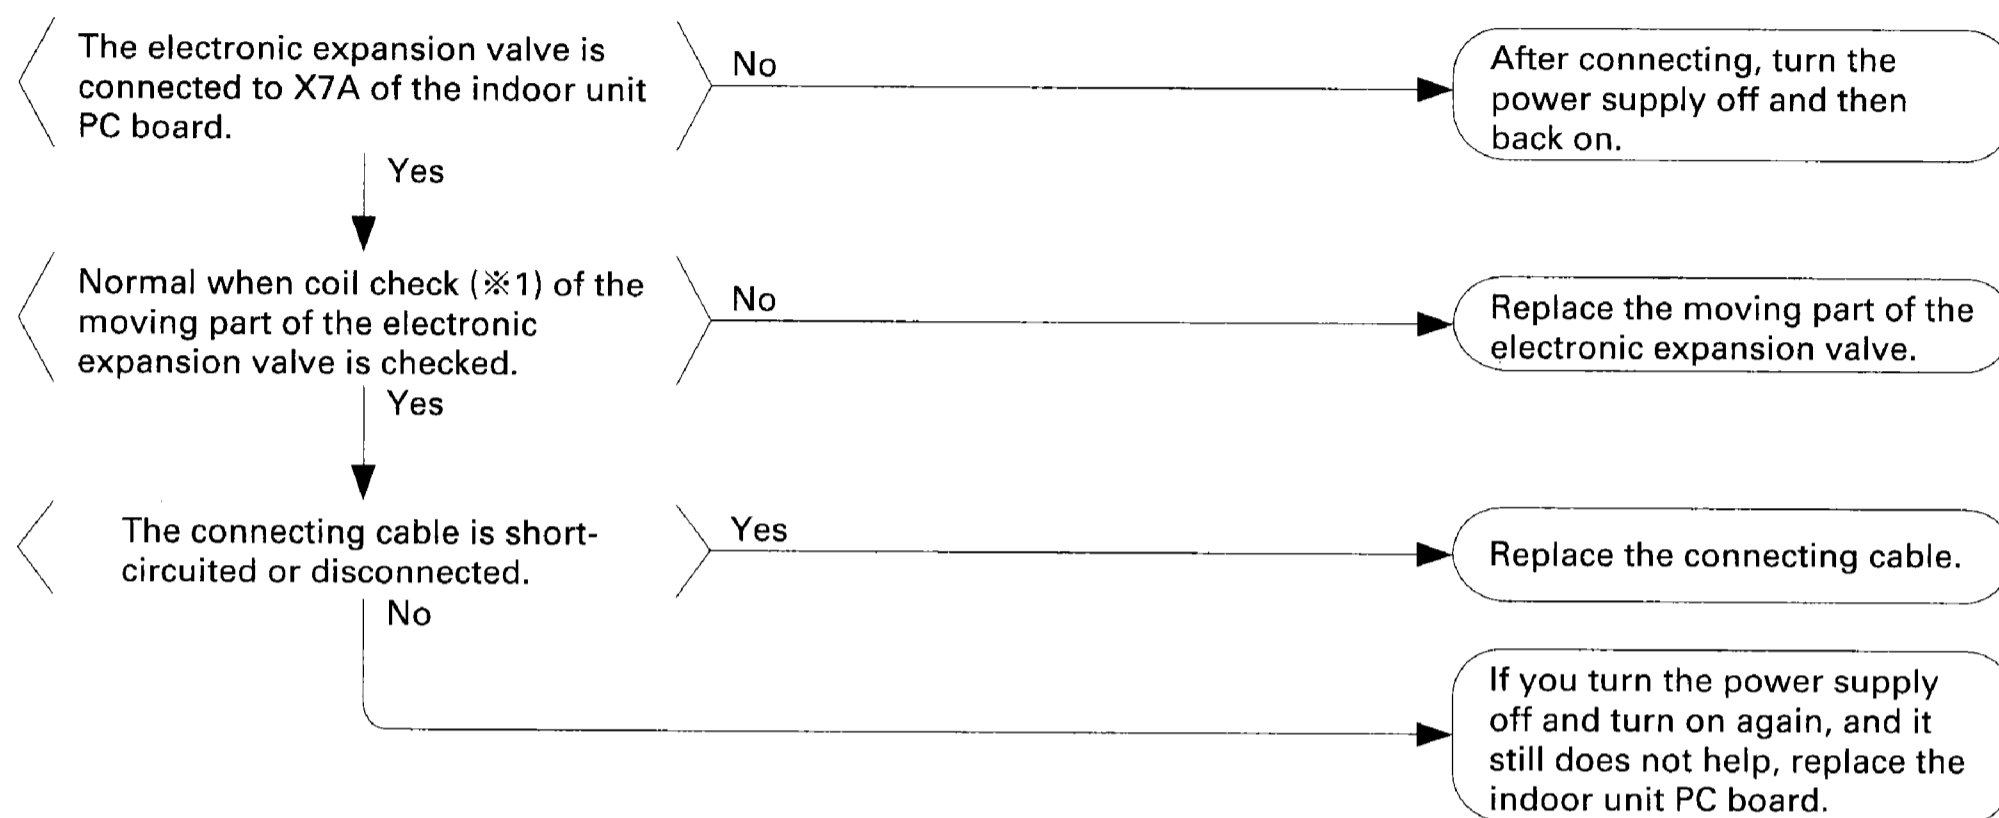 The electronic expansion valve is
connected to X7A of the indoor unit
PC board.
No
After connecting, turn the
power supply off and then
back on.
Yes
Normal when coil check (※1) of the
moving part of the electronic
expansion valve is checked.
No
Replace the moving part of the
electronic expansion valve.
Yes
The connecting cable is short-
circuited or disconnected.
Yes
Replace the connecting cable.
No
If you turn the power supply
off and turn on again, and it
still does not help, replace the
indoor unit PC board.